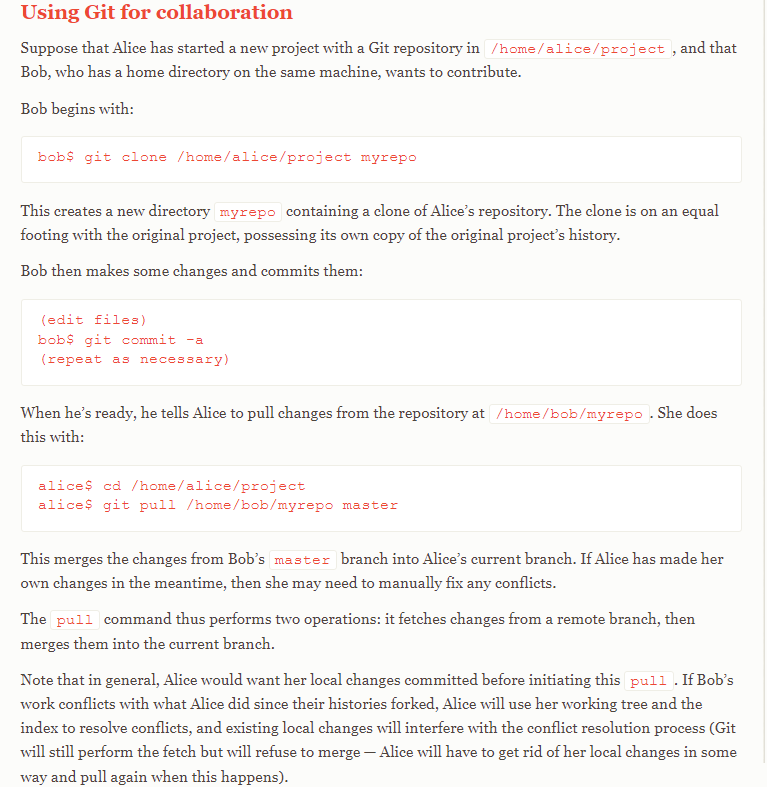 Using Git for collaboration
Suppose that Alice has started a new project with a Git repository in /home/alice/project , and that
Bob, who has a home directory on the same machine, wants to contribute.
Bob begins with:
bob$ git clone /home/alice/project myrepo
This creates a new directory myrepo containing a clone of Alice’s repository. The clone is on an equal
footing with the original project, possessing its own copy of the original project’s history.
Bob then makes some changes and commits them:
(edit files)
bob$ git commit -a
(repeat as necessary)
When he’s ready, he tells Alice to pull changes from the repository at /home/bob/myrepo . She does
this with:
alice$ cd /home/alice/project
alice$ git pull /home/bob/myrepo master
This merges the changes from Bob’s master branch into Alice’s current branch. If Alice has made her
own changes in the meantime, then she may need to manually fix any conflicts.
The pull command thus performs two operations: it fetches changes from a remote branch, then
merges them into the current branch.
Note that in general, Alice would want her local changes committed before initiating this pull . If Bob’s
work conflicts with what Alice did since their histories forked, Alice will use her working tree and the
index to resolve conflicts, and existing local changes will interfere with the conflict resolution process (Git
will still perform the fetch but will refuse to merge — Alice will have to get rid of her local changes in some
way and pull again when this happens).